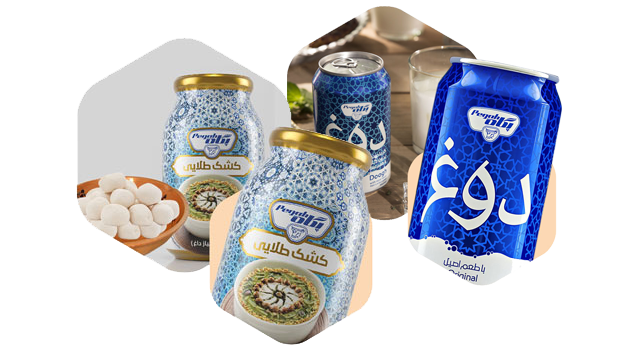 Pegah
پگاه
کشک طلایی
Pegah
پگاه
کشک طلایی
Pegah
پگاه
دوغ
Doogh
Pegah
پگاه
دوغ
با طعم اصیل
Original